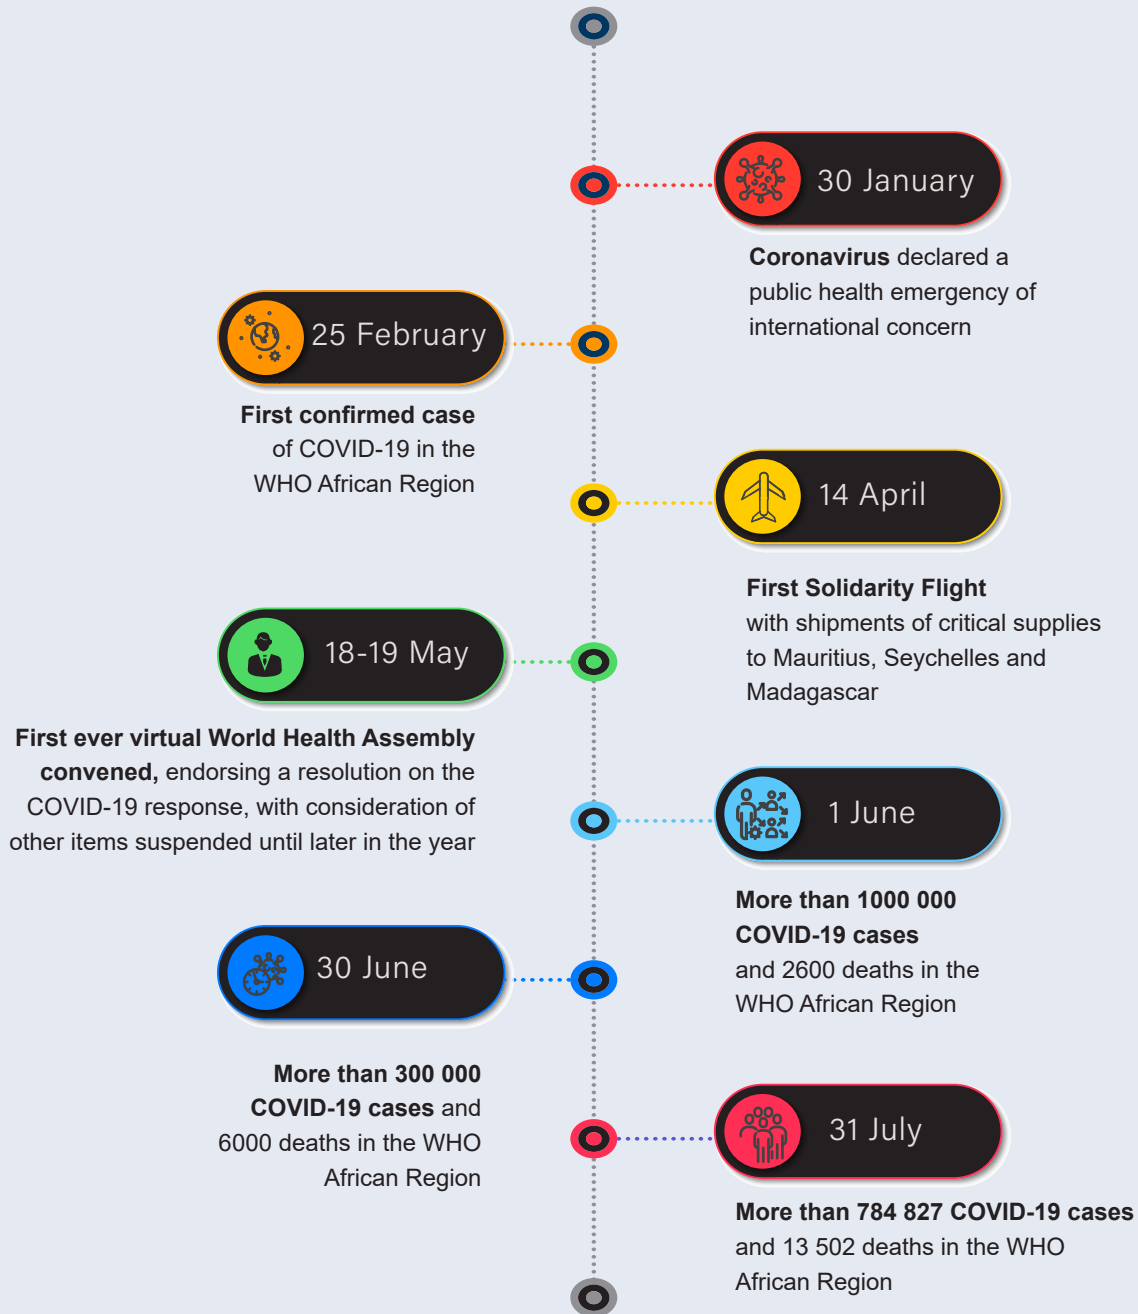 30 January
Coronavirus declared a
public health emergency of
international concern
25 February
First confirmed case
of COVID-19 in the
WHO African Region
14 April
First Solidarity Flight
with shipments of critical supplies
to Mauritius, Seychelles and
Madagascar
18-19 May
First ever virtual World Health Assembly
convened, endorsing a resolution on the
COVID-19 response, with consideration of
other items suspended until later in the year
1 June
More than 1000 000
COVID-19 cases
and 2600 deaths in the
WHO African Region
30 June
More than 300 000
COVID-19 cases and
6000 deaths in the WHO
African Region
31 July
More than 784 827 COVID-19 cases
and 13 502 deaths in the WHO
African Region